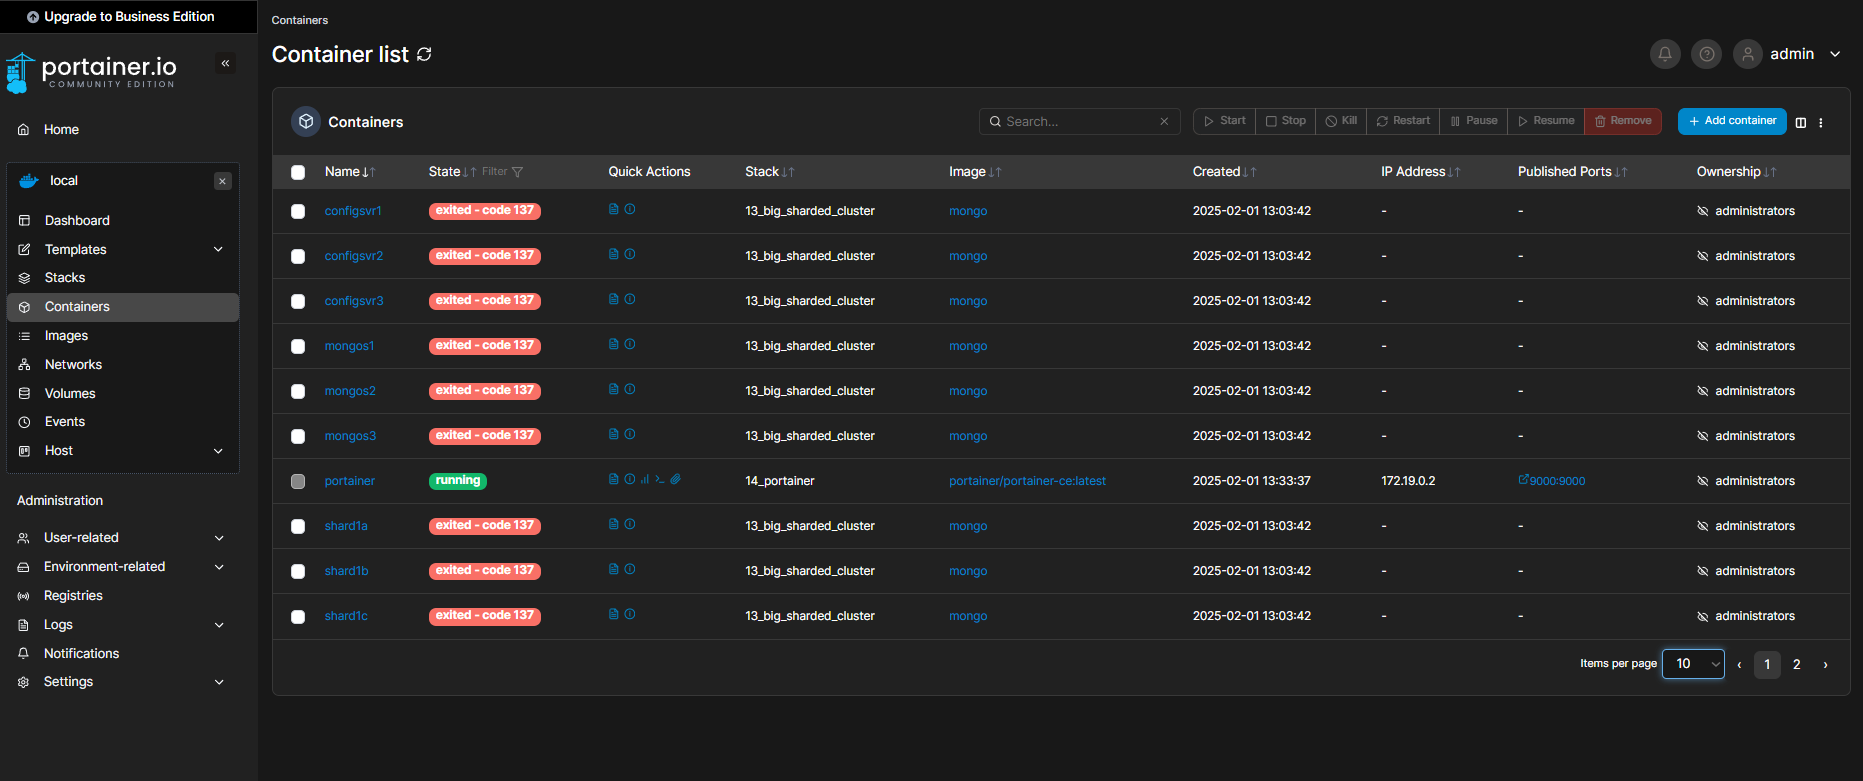 Upgrade to Business Edition
portainer.io
COMMUNITY EDITION
Home
local
Dashboard
Templates
Stacks
Containers
Images
Networks
Volumes
Events
Host
Administration
User-related
Environment-related
Registries
Logs
Notifications
Settings
Containers
Container list
admin
Containers
Search...
Start Stop Kill Restart Pause Resume Remove
Add container
Name State Filter Quick Actions Stack Image Created IP Address Published Ports Ownership
configsvr1 exited - code 137 13_big_sharded_cluster mongo 2025-02-01 13:03:42 - - administrators
configsvr2 exited - code 137 13_big_sharded_cluster mongo 2025-02-01 13:03:42 - - administrators
configsvr3 exited - code 137 13_big_sharded_cluster mongo 2025-02-01 13:03:42 - - administrators
mongos1 exited - code 137 13_big_sharded_cluster mongo 2025-02-01 13:03:42 - - administrators
mongos2 exited - code 137 13_big_sharded_cluster mongo 2025-02-01 13:03:42 - - administrators
mongos3 exited - code 137 13_big_sharded_cluster mongo 2025-02-01 13:03:42 - - administrators
portainer running 14_portainer portainer/portainer-ce:latest 2025-02-01 13:33:37 172.19.0.2 9000:9000 administrators
shard1a exited - code 137 13_big_sharded_cluster mongo 2025-02-01 13:03:42 - - administrators
shard1b exited - code 137 13_big_sharded_cluster mongo 2025-02-01 13:03:42 - - administrators
shard1c exited - code 137 13_big_sharded_cluster mongo 2025-02-01 13:03:42 - - administrators
Items per page 10 ‹ 1 2 ›